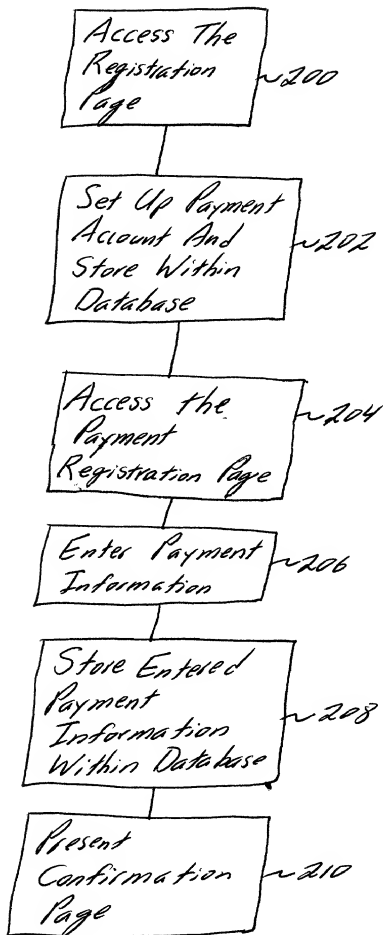 Access The
Registration
Page
~200
Set Up Payment
Account And
Store Within
Database
~202
Access the
Payment
Registration Page
~204
Enter Payment
Information
~206
Store Entered
Payment
Information
Within Database
~208
Present
Confirmation
Page
~210